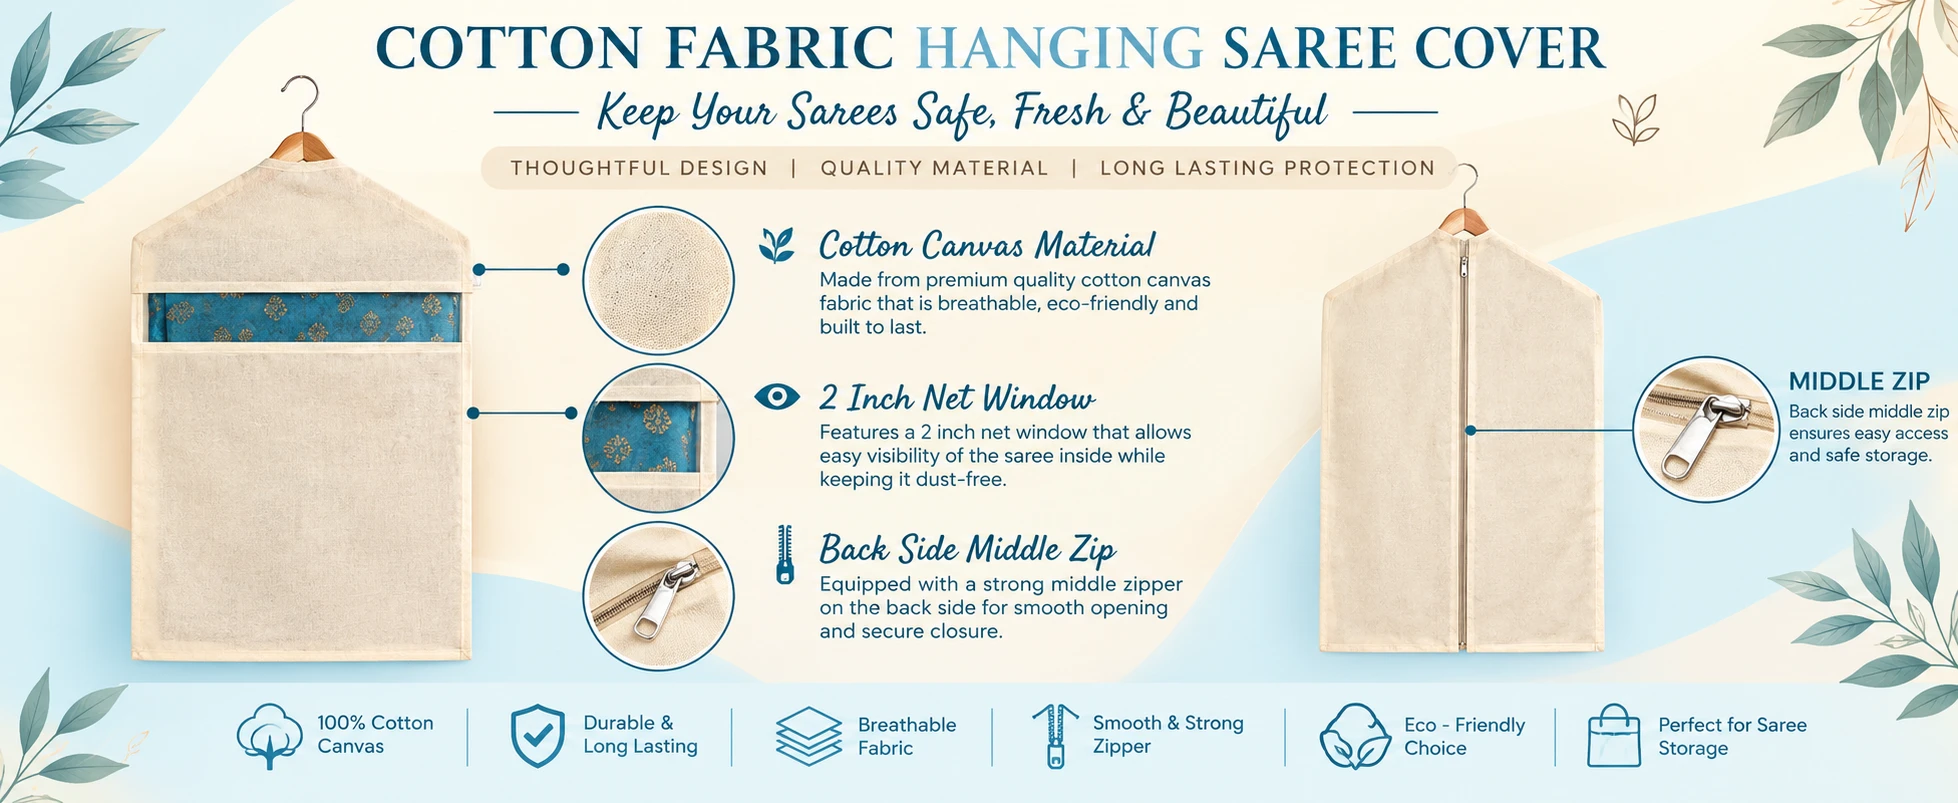 COTTON FABRIC HANGING SAREE COVER
Keep Your Sarees Safe, Fresh & Beautiful
THOUGHTFUL DESIGN | QUALITY MATERIAL | LONG LASTING PROTECTION
Cotton Canvas Material
Made from premium quality cotton canvas
fabric that is breathable, eco-friendly and
built to last.
2 Inch Net Window
Features a 2 inch net window that allows
easy visibility of the saree inside while
keeping it dust-free.
Back Side Middle Zip
Equipped with a strong middle zipper
on the back side for smooth opening
and secure closure.
MIDDLE ZIP
Back side middle zip
ensures easy access
and safe storage.
100% Cotton
Canvas
Durable &
Long Lasting
Breathable
Fabric
Smooth & Strong
Zipper
Eco - Friendly
Choice
Perfect for Saree
Storage